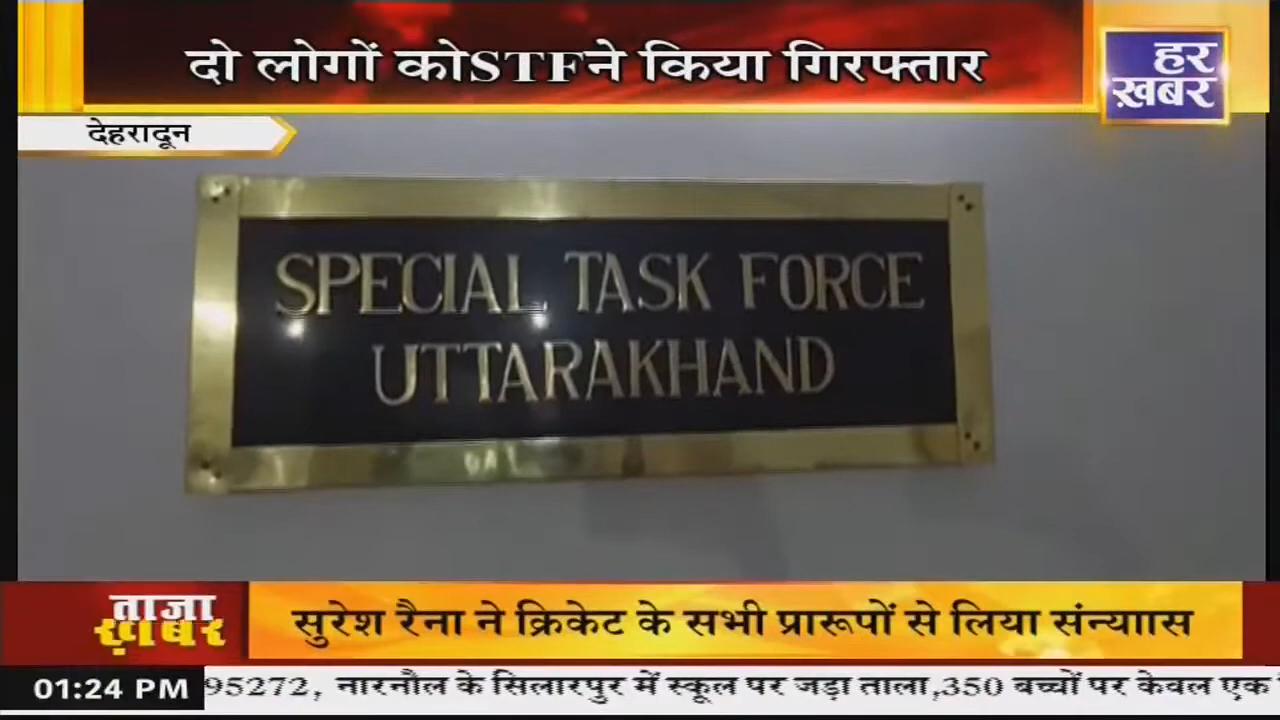 दो लोगों कोSTFने किया गिरफ्तार
हर
ख़बर
देहरादून
SPECIAL TASK FORCE
UTTARAKHAND
ताजा
ख़बर
सुरेश रैना ने क्रिकेट के सभी प्रारूपों से लिया संन्याास
01:24 PM
95272, नारनौल के सिलारपुर में स्कूल पर जड़ा ताला,350 बच्चों पर केवल एक